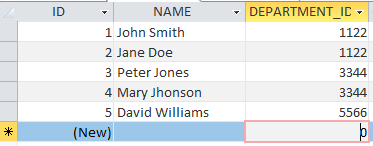 ID NAME DEPARTMENT_ID
1 John Smith 1122
2 Jane Doe 1122
3 Peter Jones 3344
4 Mary Jhonson 3344
5 David Williams 5566
* (New) 0